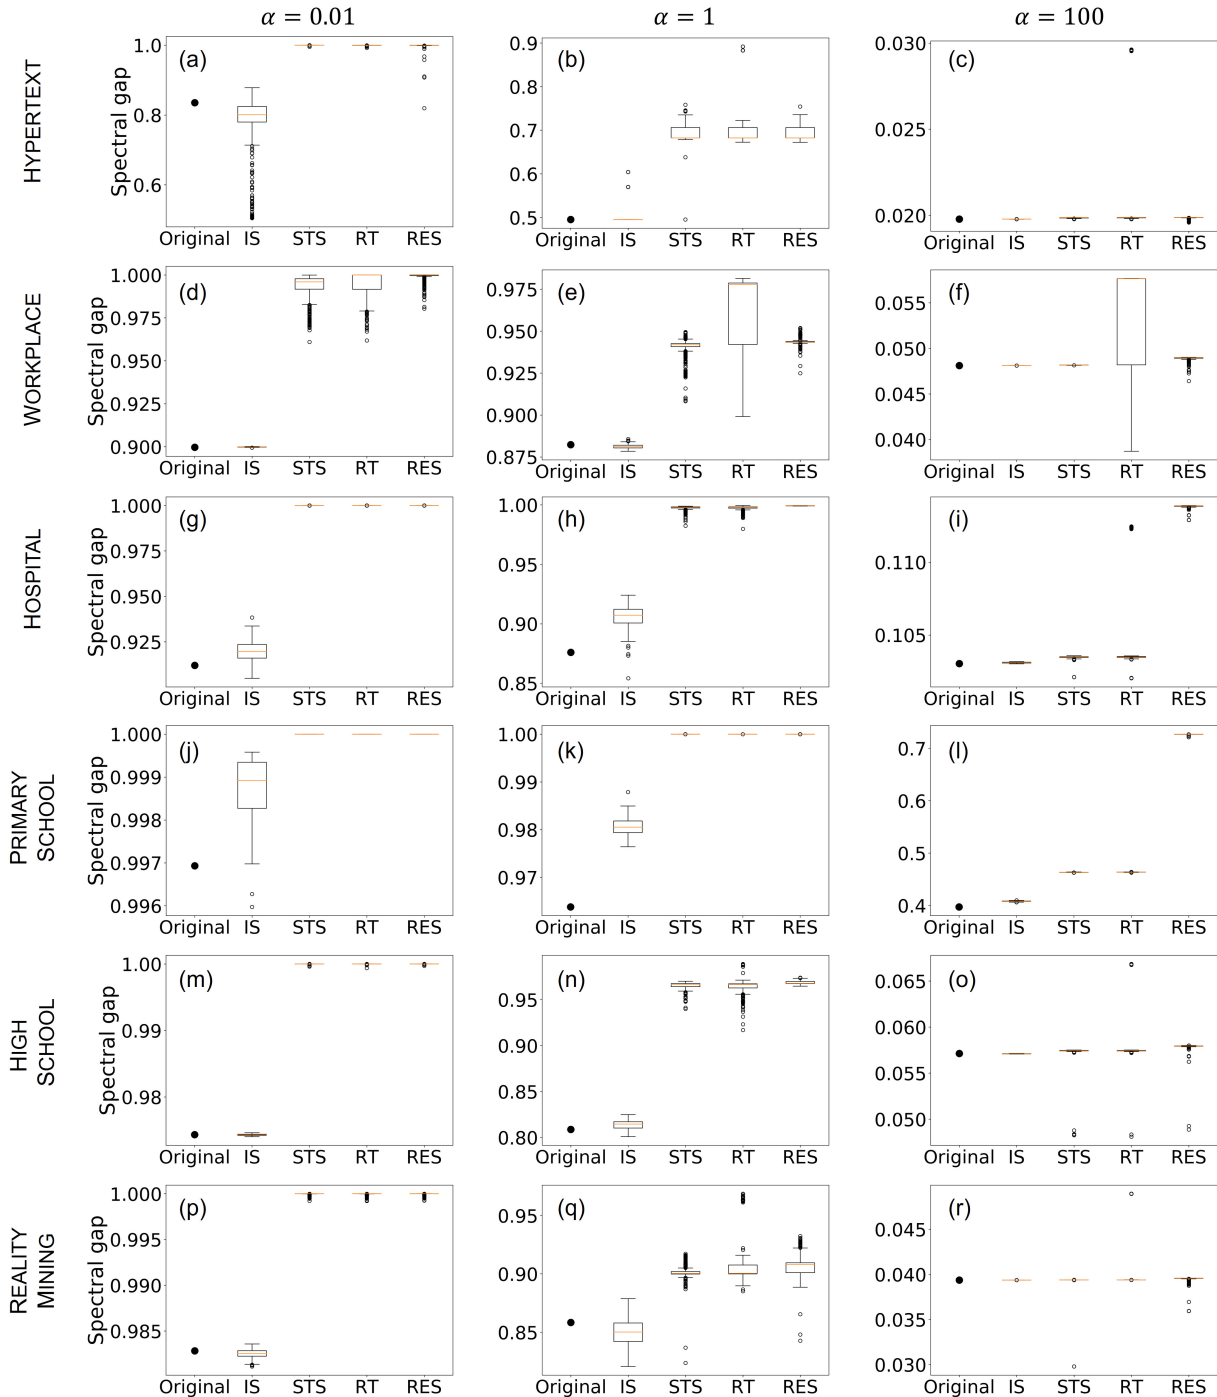 α = 0.01 α = 1 α = 100
HYPERTEXT
Spectral gap
(a)
1.0
0.8
0.6
Original IS STS RT RES
(b)
0.9
0.8
0.7
0.6
0.5
Original IS STS RT RES
(c)
0.030
0.025
0.020
Original IS STS RT RES
WORKPLACE
Spectral gap
(d)
1.000
0.975
0.950
0.925
0.900
Original IS STS RT RES
(e)
0.975
0.950
0.925
0.900
0.875
Original IS STS RT RES
(f)
0.055
0.050
0.045
0.040
Original IS STS RT RES
HOSPITAL
Spectral gap
(g)
1.000
0.975
0.950
0.925
Original IS STS RT RES
(h)
1.00
0.95
0.90
0.85
Original IS STS RT RES
(i)
0.110
0.105
Original IS STS RT RES
PRIMARY
SCHOOL
Spectral gap
(j)
1.000
0.999
0.998
0.997
0.996
Original IS STS RT RES
(k)
1.00
0.99
0.98
0.97
Original IS STS RT RES
(l)
0.7
0.6
0.5
0.4
Original IS STS RT RES
HIGH
SCHOOL
Spectral gap
(m)
1.00
0.99
0.98
Original IS STS RT RES
(n)
0.95
0.90
0.85
0.80
Original IS STS RT RES
(o)
0.065
0.060
0.055
0.050
Original IS STS RT RES
REALITY
MINING
Spectral gap
(p)
1.000
0.995
0.990
0.985
Original IS STS RT RES
(q)
0.95
0.90
0.85
Original IS STS RT RES
(r)
0.045
0.040
0.035
0.030
Original IS STS RT RES